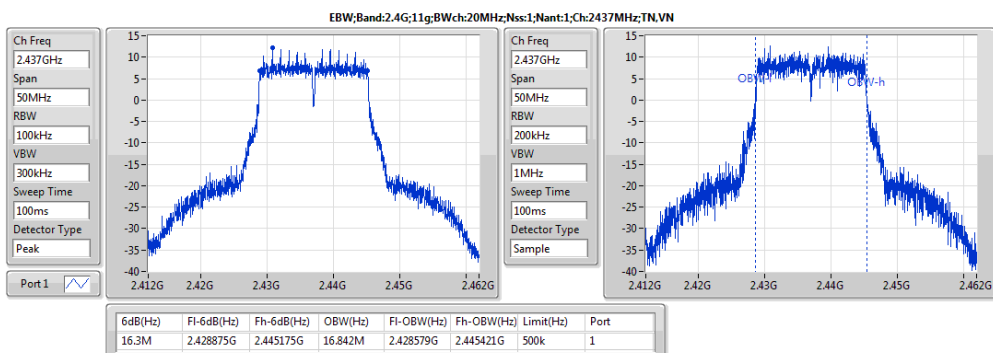 EBW;Band:2.4G;11g;BWch:20MHz;Nss:1;Nant:1;Ch:2437MHz;TN,VN
Ch Freq
2.437GHz
Span
50MHz
RBW
100kHz
VBW
300kHz
Sweep Time
100ms
Detector Type
Peak
Port 1
15
10
5
0
-5
-10
-15
-20
-25
-30
-35
-40
2.412G 2.42G 2.43G 2.44G 2.45G 2.462G
Ch Freq
2.437GHz
Span
50MHz
RBW
200kHz
VBW
1MHz
Sweep Time
100ms
Detector Type
Sample
15
10
5
0
-5
-10
-15
-20
-25
-30
-35
-40
OBW-h
2.412G 2.42G 2.43G 2.44G 2.45G 2.462G
6dB(Hz) Fl-6dB(Hz) Fh-6dB(Hz) OBW(Hz) Fl-OBW(Hz) Fh-OBW(Hz) Limit(Hz) Port
16.3M 2.428875G 2.445175G 16.842M 2.428579G 2.445421G 500k 1